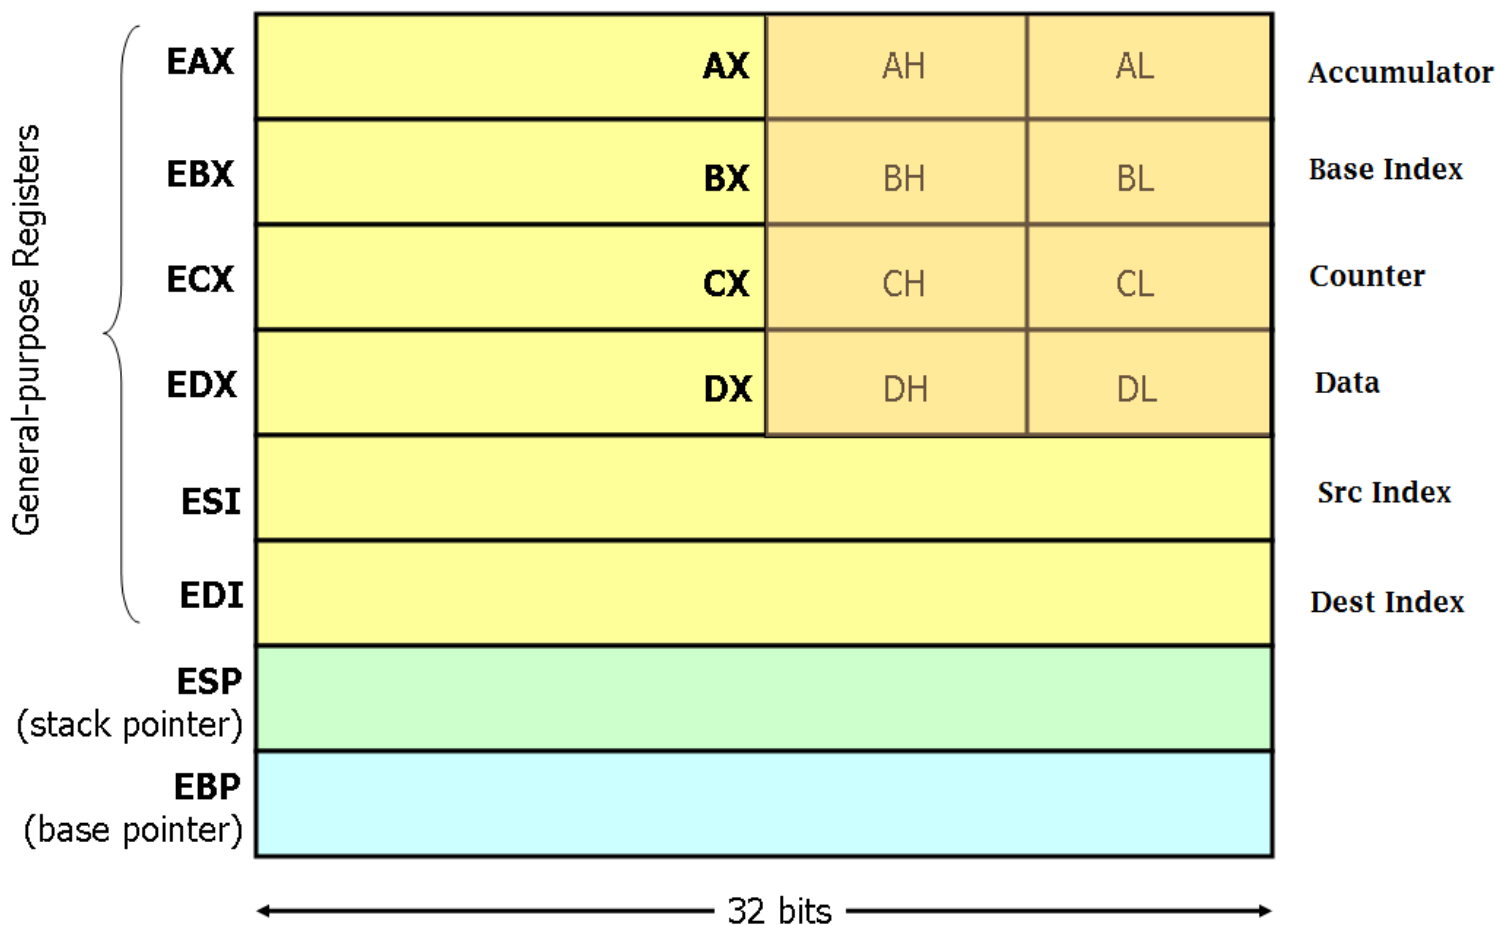 General-purpose Registers
EAX AX AH AL Accumulator
EBX BX BH BL Base Index
ECX CX CH CL Counter
EDX DX DH DL Data
ESI Src Index
EDI Dest Index
ESP
(stack pointer)
EBP
(base pointer)
32 bits